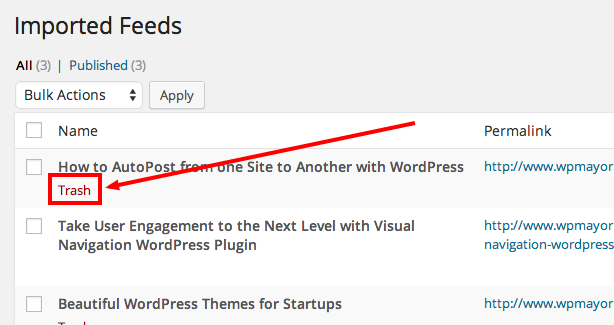 Imported Feeds
All (3) | Published (3)
Bulk Actions Apply
Name Permalink
How to AutoPost from one Site to Another with WordPress http://www.wpmayor
Trash
Take User Engagement to the Next Level with Visual http://www.wpmayor
Navigation WordPress Plugin navigation-wordpress
Beautiful WordPress Themes for Startups http://www.wpmayor